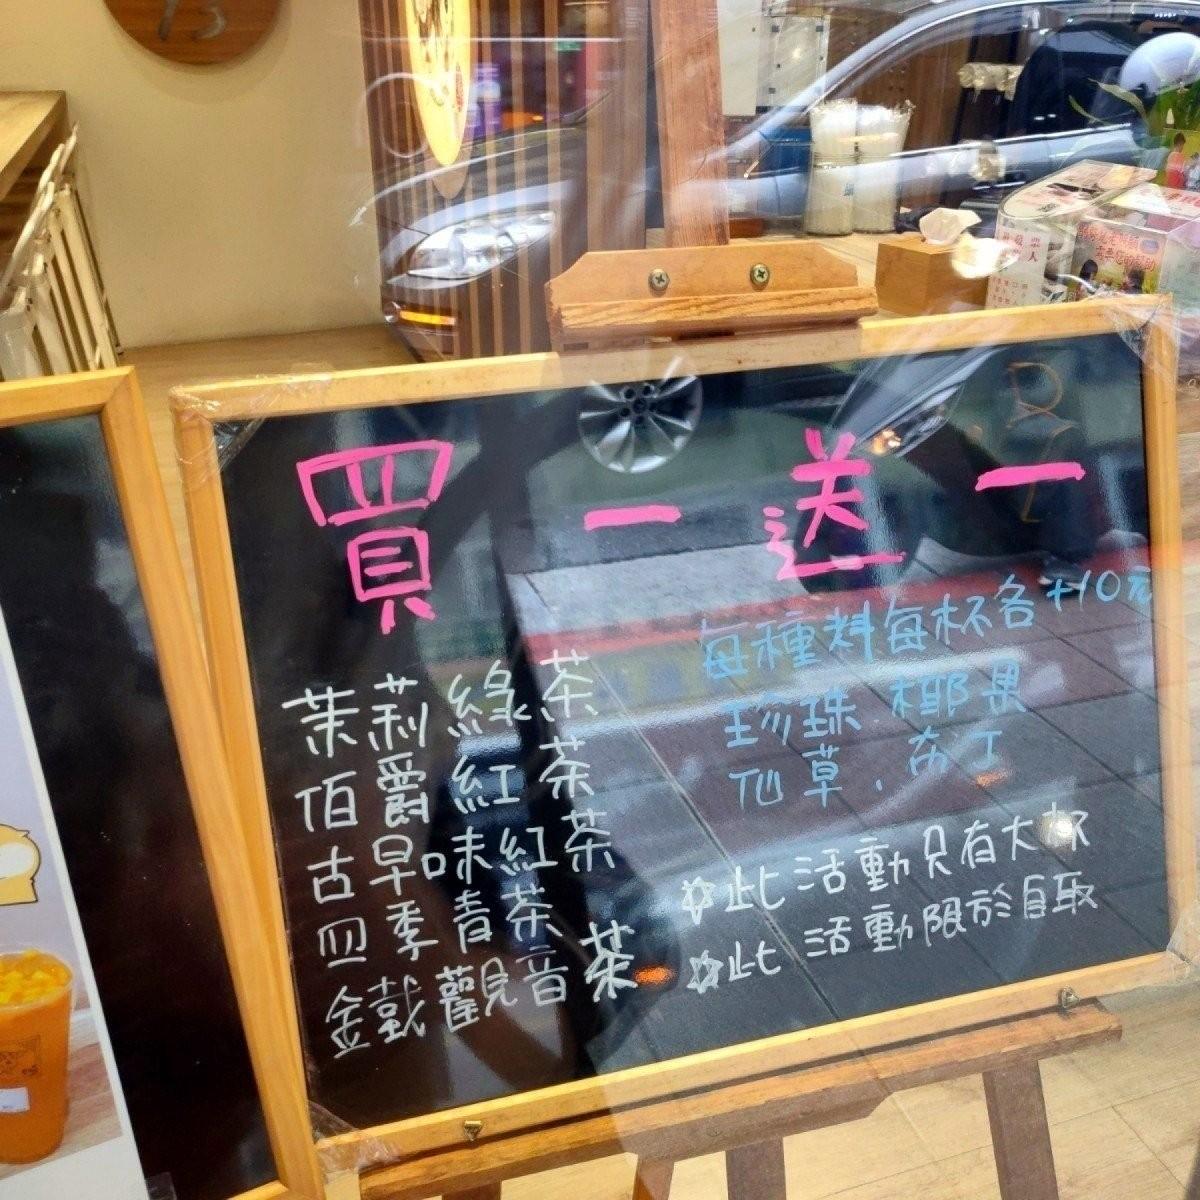 買一送一
茉莉綠茶
伯爵紅茶
古早味紅茶
四季青茶
金鐵觀音茶
每種料每杯各+10元
珍珠.椰果
仙草.布丁
✡此活動只有大杯
✡此活動限於自取